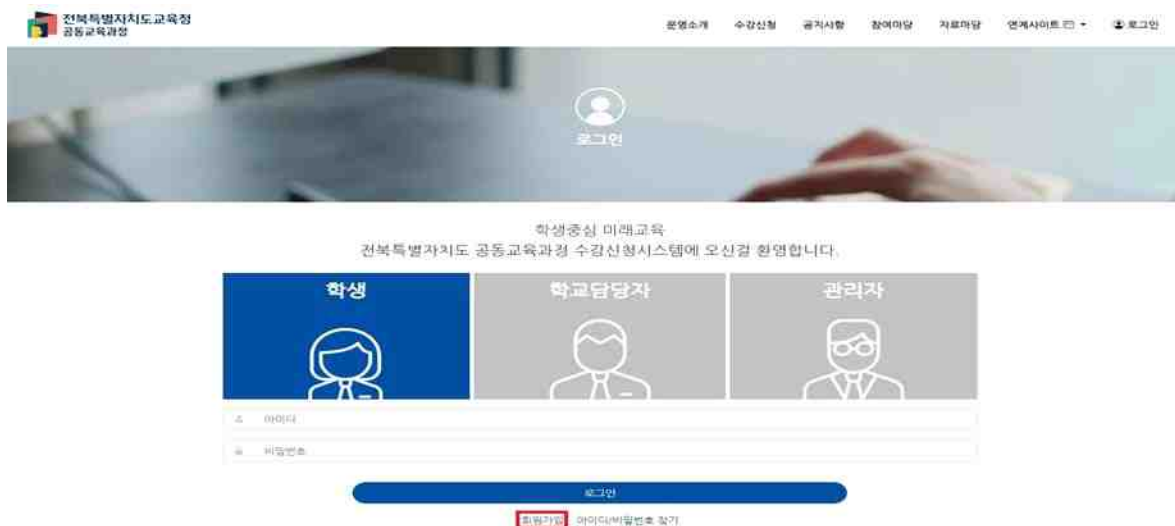 전북특별자치도교육청
공동교육과정
운영소개 수강신청 공지사항 참여마당 자료마당 연계사이트 로그인
로그인
학생중심 미래교육
전북특별자치도 공동교육과정 수강신청시스템에 오신걸 환영합니다.
학생 학교담당자 관리자
아이디
비밀번호
로그인
회원가입 아이디/비밀번호 찾기